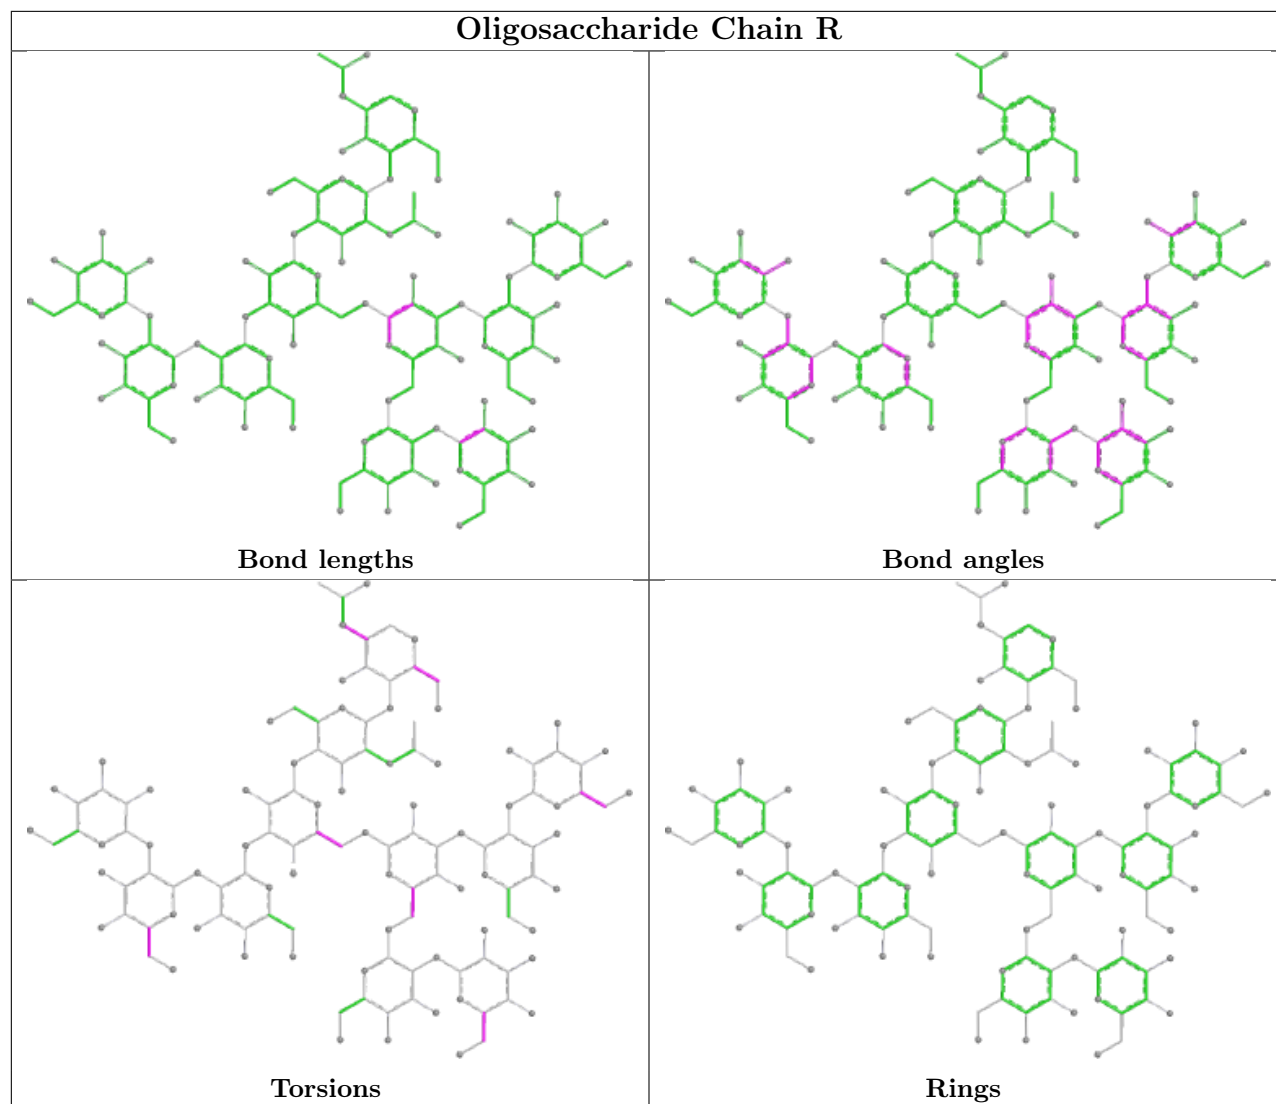 Oligosaccharide Chain R
Bond lengths
Bond angles
Torsions
Rings